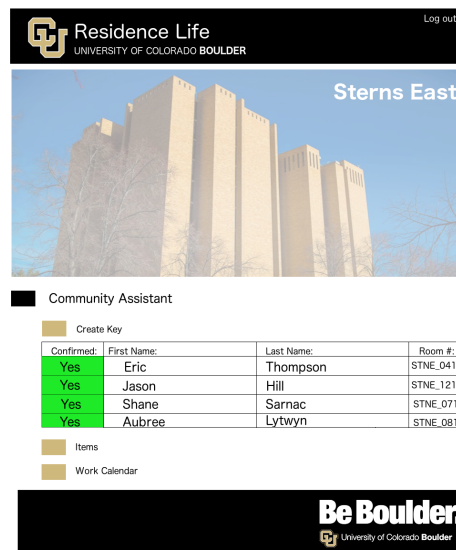 Log out
Residence Life
UNIVERSITY OF COLORADO BOULDER
Sterns East
Community Assistant
Create Key
Confirmed: First Name: Last Name: Room #:
Yes Eric Thompson STNE_041
Yes Jason Hill STNE_121
Yes Shane Sarnac STNE_071
Yes Aubree Lytwyn STNE_081
Items
Work Calendar
Be Boulder.
University of Colorado Boulder